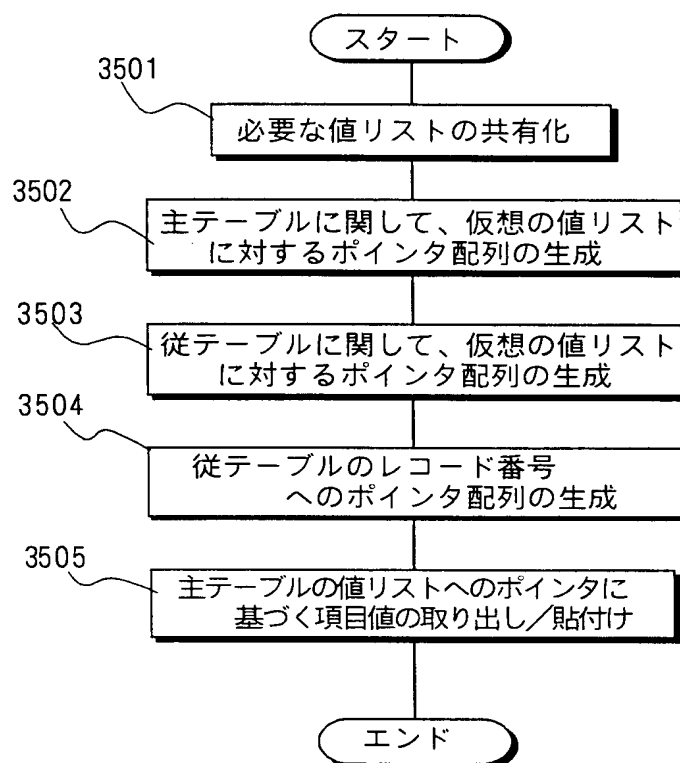 スタート
3501
必要な値リストの共有化
3502
主テーブルに関して、仮想の値リスト
に対するポインタ配列の生成
3503
従テーブルに関して、仮想の値リスト
に対するポインタ配列の生成
3504
従テーブルのレコード番号
へのポインタ配列の生成
3505
主テーブルの値リストへのポインタに
基づく項目値の取り出し/貼付け
エンド